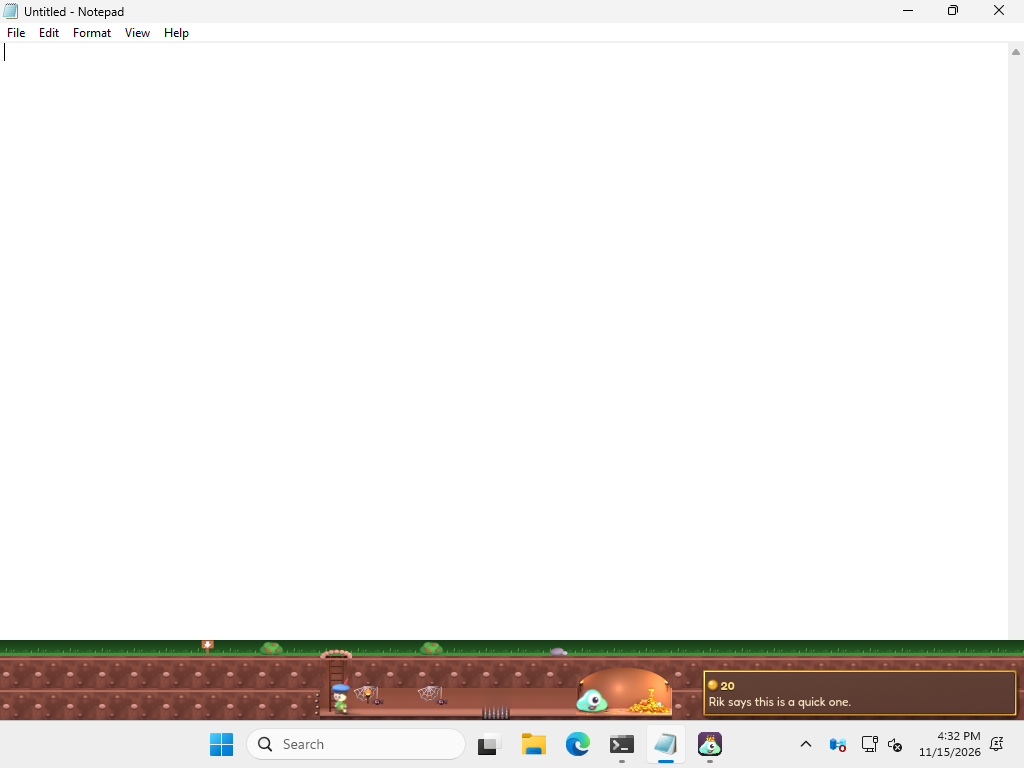 Untitled - Notepad
File Edit Format View Help
20
Rik says this is a quick one.
Search
4:32 PM
11/15/2026